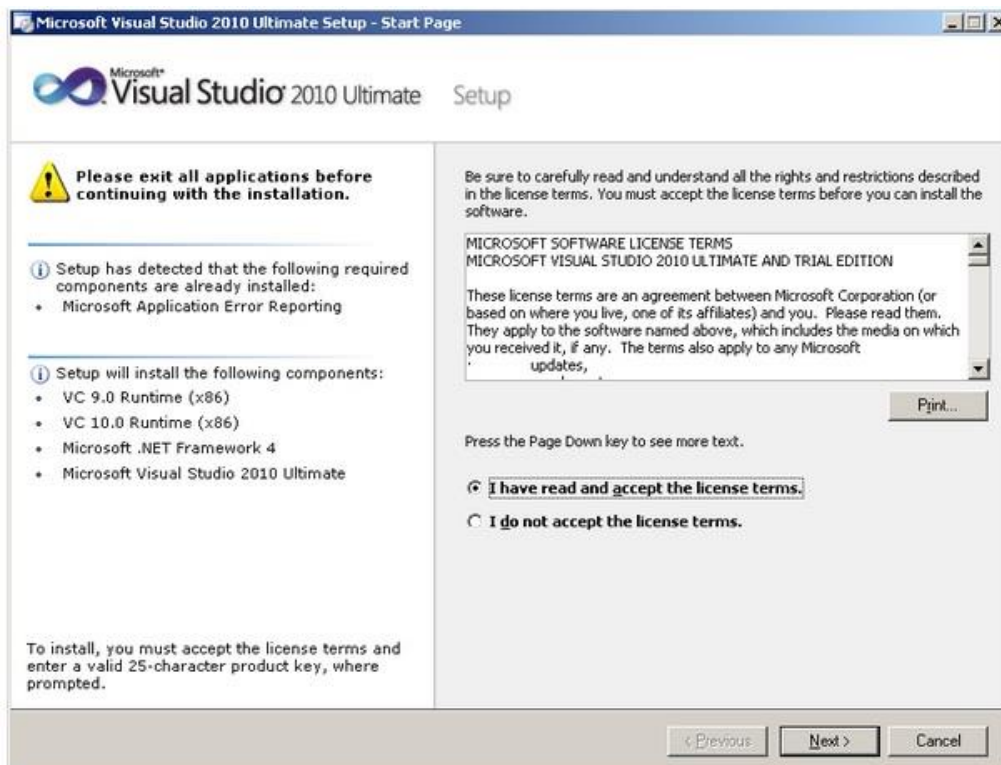 Microsoft Visual Studio 2010 Ultimate Setup - Start Page
Microsoft®
Visual Studio® 2010 Ultimate Setup
Please exit all applications before
continuing with the installation.
Setup has detected that the following required
components are already installed:
• Microsoft Application Error Reporting
Setup will install the following components:
• VC 9.0 Runtime (x86)
• VC 10.0 Runtime (x86)
• Microsoft .NET Framework 4
• Microsoft Visual Studio 2010 Ultimate
To install, you must accept the license terms and
enter a valid 25-character product key, where
prompted.
Be sure to carefully read and understand all the rights and restrictions described
in the license terms. You must accept the license terms before you can install the
software.
MICROSOFT SOFTWARE LICENSE TERMS
MICROSOFT VISUAL STUDIO 2010 ULTIMATE AND TRIAL EDITION
These license terms are an agreement between Microsoft Corporation (or
based on where you live, one of its affiliates) and you. Please read them.
They apply to the software named above, which includes the media on which
you received it, if any. The terms also apply to any Microsoft
· updates,
Print...
Press the Page Down key to see more text.
I have read and accept the license terms.
I do not accept the license terms.
< Previous Next > Cancel